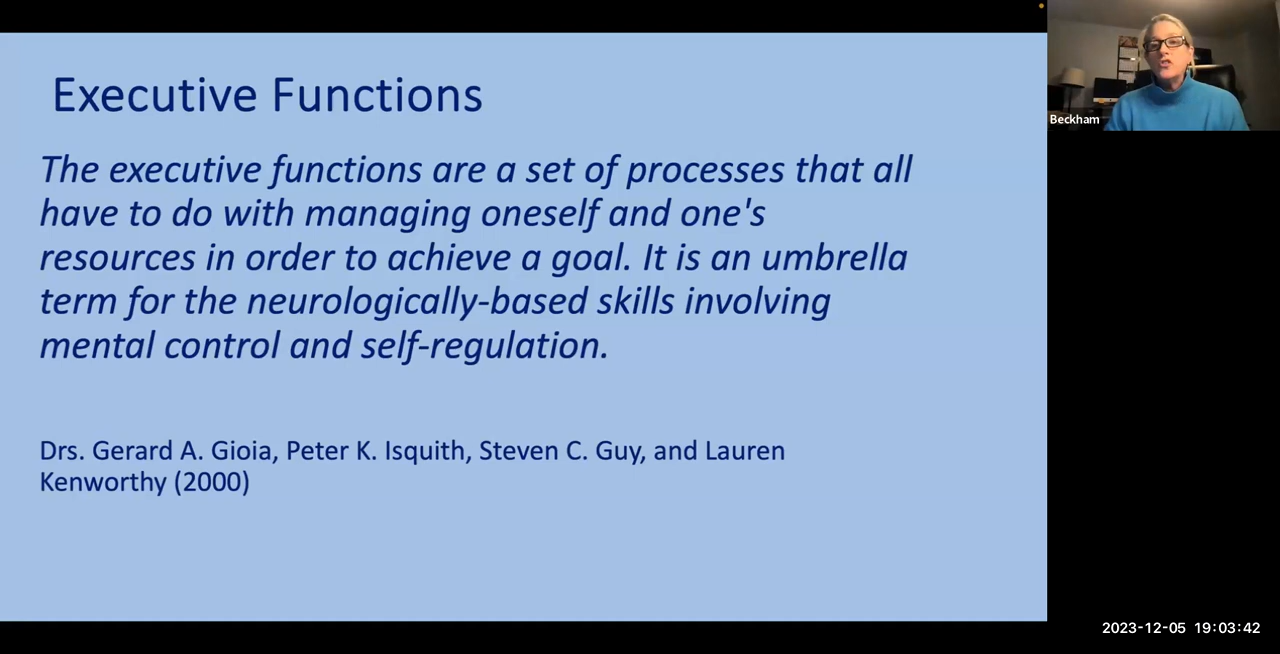 Executive Functions
The executive functions are a set of processes that all
have to do with managing oneself and one's
resources in order to achieve a goal. It is an umbrella
term for the neurologically-based skills involving
mental control and self-regulation.
Drs. Gerard A. Gioia, Peter K. Isquith, Steven C. Guy, and Lauren
Kenworthy (2000)
Beckham
2023-12-05 19:03:42